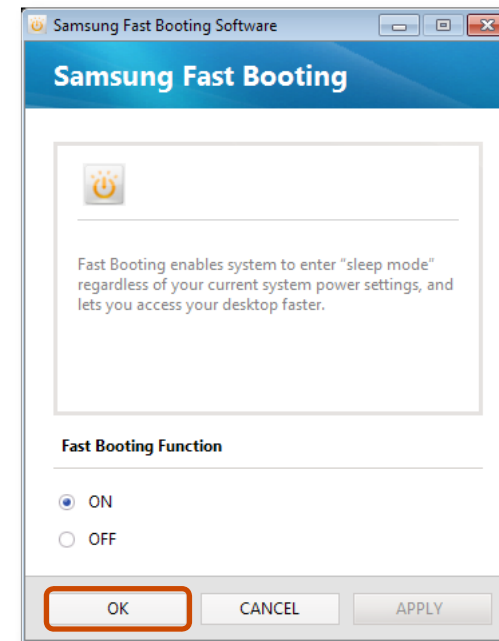 Samsung Fast Booting Software
Samsung Fast Booting
Fast Booting enables system to enter "sleep mode"
regardless of your current system power settings, and
lets you access your desktop faster.
Fast Booting Function
ON
OFF
OK CANCEL APPLY